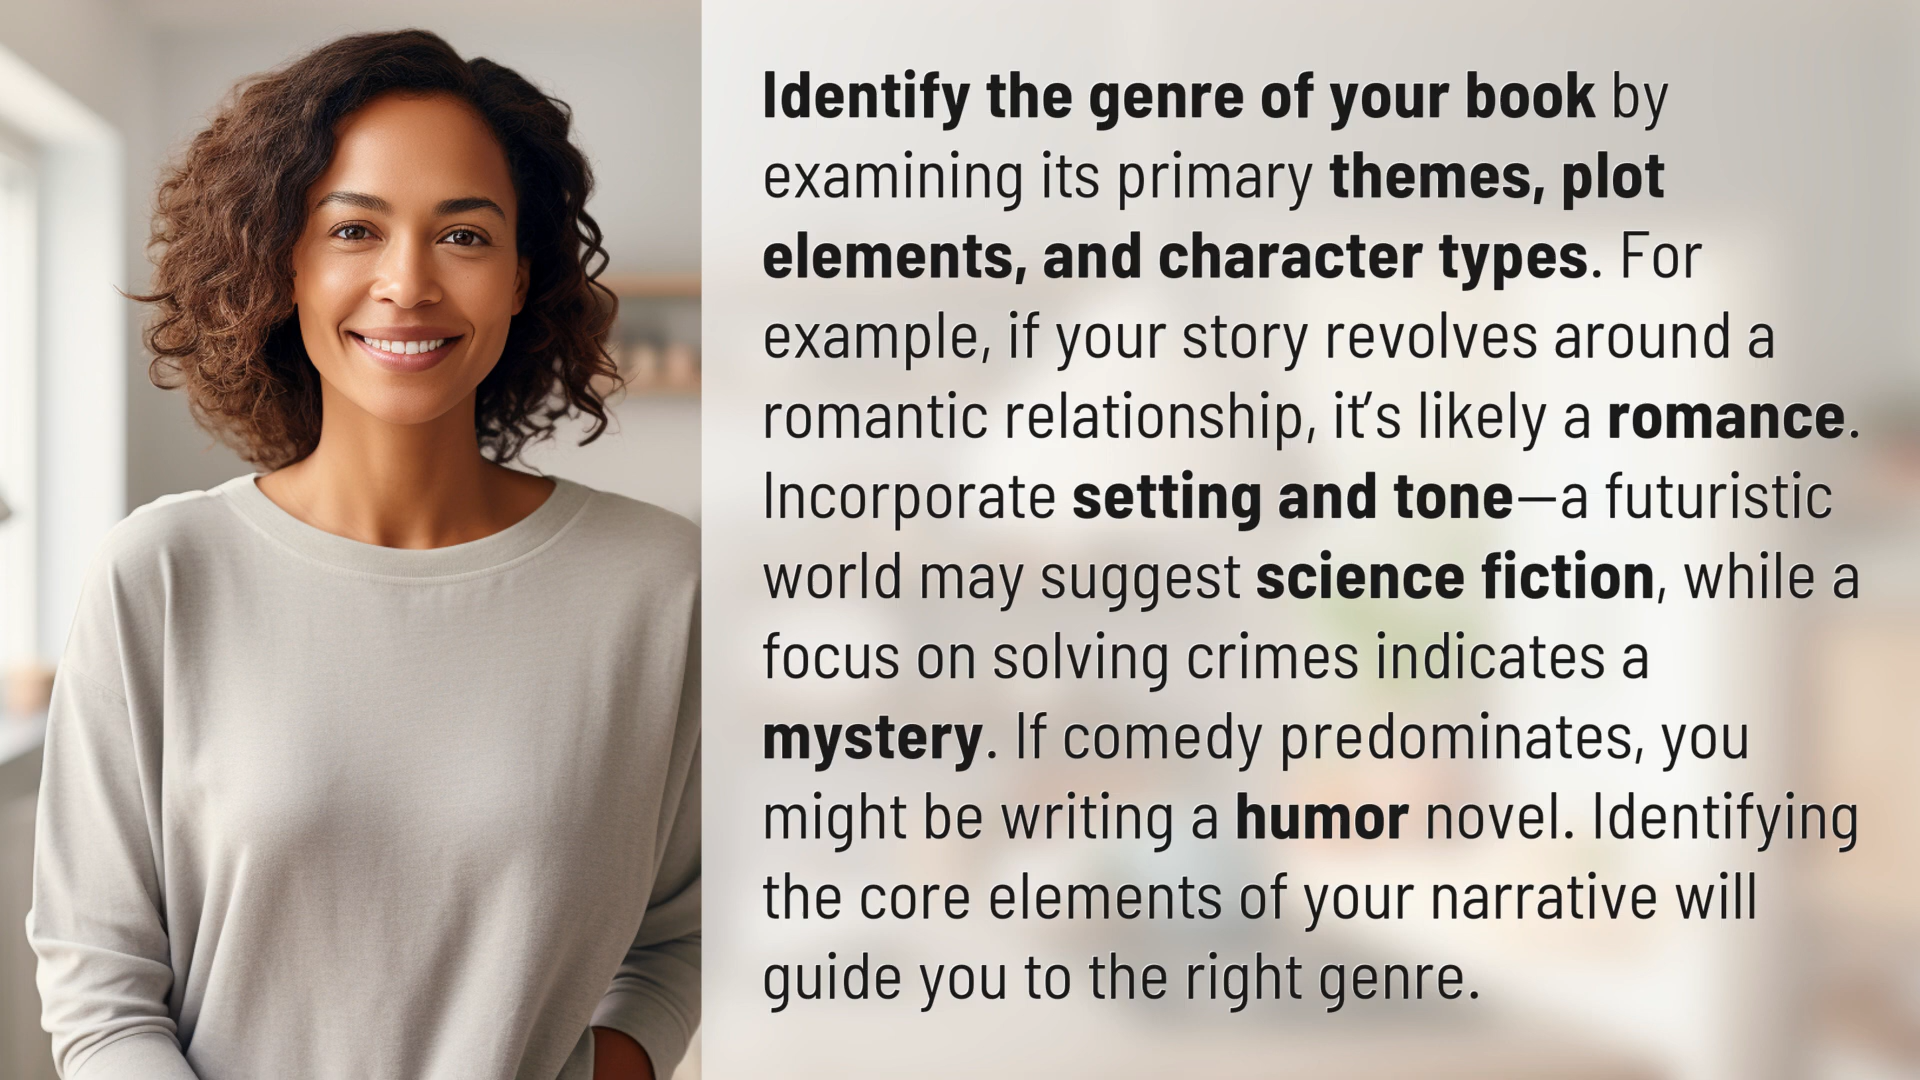 Identify the genre of your book by
examining its primary themes, plot
elements, and character types. For
example, if your story revolves around a
romantic relationship, it's likely a romance.
Incorporate setting and tone—a futuristic
world may suggest science fiction, while a
focus on solving crimes indicates a
mystery. If comedy predominates, you
might be writing a humor novel. Identifying
the core elements of your narrative will
guide you to the right genre.